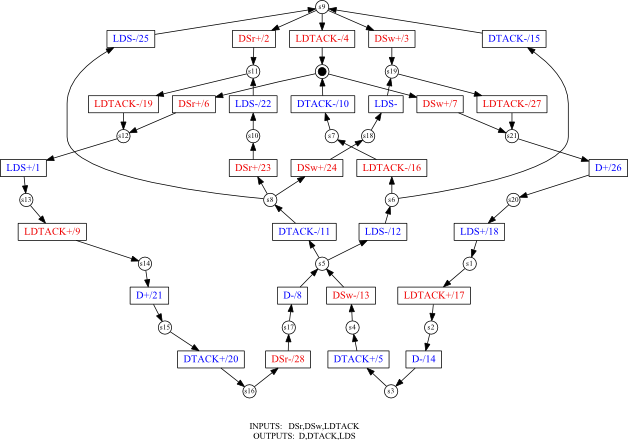 s9
LDS-/25 DSr+/2 LDTACK-/4 DSw+/3 DTACK-/15
s11 s19
LDTACK-/19 DSr+/6 LDS-/22 DTACK-/10 LDS- DSw+/7 LDTACK-/27
s12 s10 s7 s18 s21
LDS+/1 DSr+/23 DSw+/24 LDTACK-/16 D+/26
s13 s8 s6 s20
LDTACK+/9 DTACK-/11 LDS-/12 LDS+/18
s14 s5 s1
D+/21 D-/8 DSw-/13 LDTACK+/17
s15 s17 s4 s2
DTACK+/20 DSr-/28 DTACK+/5 D-/14
s16 s3
INPUTS: DSr,DSw,LDTACK
OUTPUTS: D,DTACK,LDS